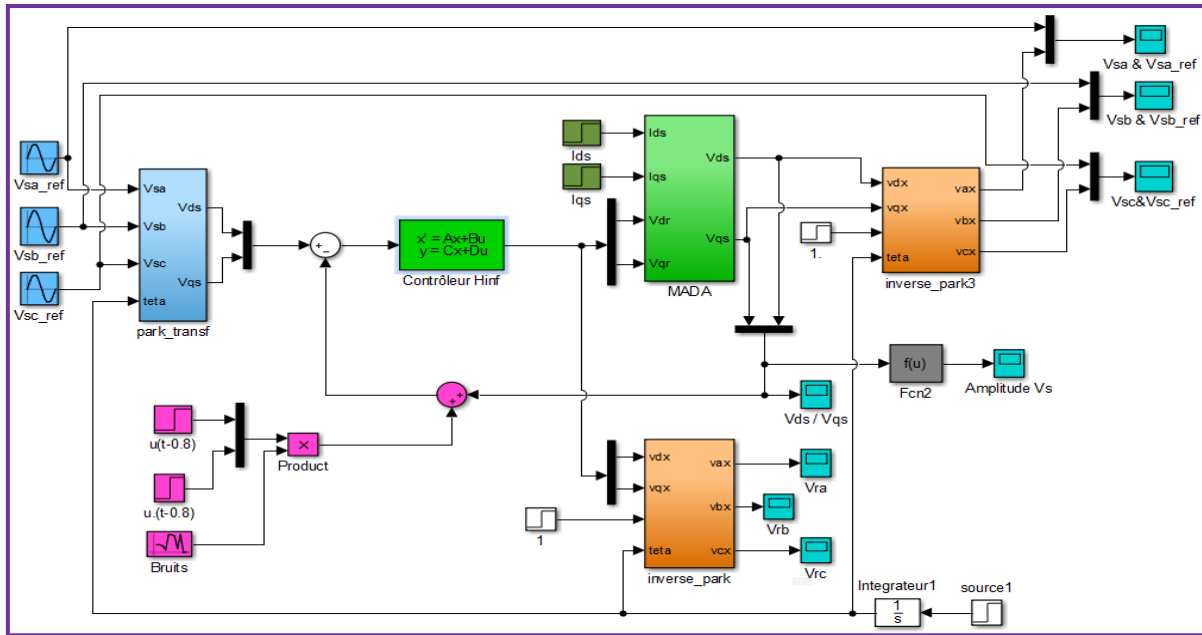 Vsa & Vsa_ref
Vsb & Vsb_ref
Vsc&Vsc_ref
Vsa_ref
Vsb_ref
Vsc_ref
Vsa
Vsb
Vsc
teta
Vds
Vqs
park_transf
+
−
x' = Ax+Bu
y = Cx+Du
Contrôleur Hinf
Ids
Iqs
Ids
Iqs
Vdr
Vqr
Vds
Vqs
MADA
1.
vdx
vqx
teta
vax
vbx
vcx
inverse_park3
f(u)
Fcn2
Amplitude Vs
Vds / Vqs
+
+
u(t-0.8)
u.(t-0.8)
×
Product
Bruits
1
vdx
vqx
teta
vax
vbx
vcx
inverse_park
Vra
Vrb
Vrc
Integrateur1
1
s
source1